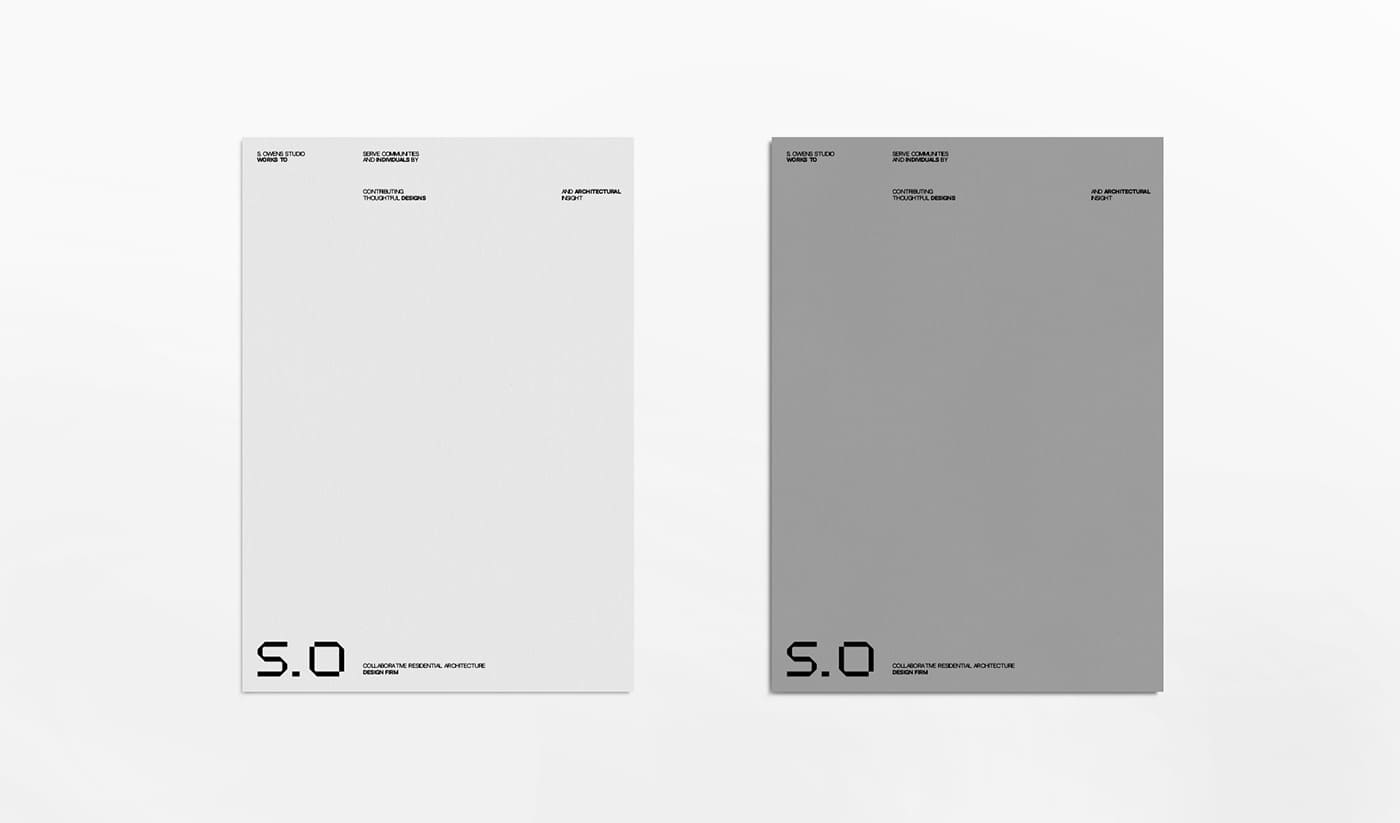 S. OWENS STUDIO
WORKS TO
SERVE COMMUNITIES
AND INDIVIDUALS BY
CONTRIBUTING
THOUGHTFUL DESIGNS
AND ARCHITECTURAL
INSIGHT
S.O
COLLABORATIVE RESIDENTIAL ARCHITECTURE
DESIGN FIRM
S. OWENS STUDIO
WORKS TO
SERVE COMMUNITIES
AND INDIVIDUALS BY
CONTRIBUTING
THOUGHTFUL DESIGNS
AND ARCHITECTURAL
INSIGHT
S.O
COLLABORATIVE RESIDENTIAL ARCHITECTURE
DESIGN FIRM